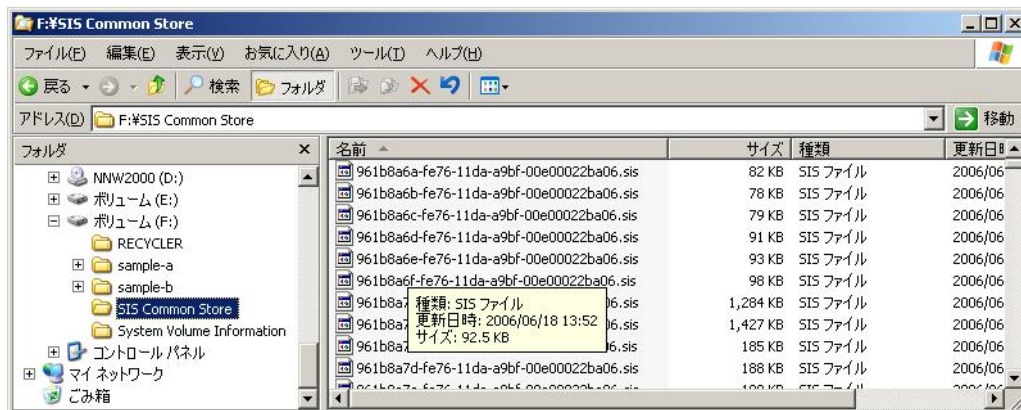 F:¥SIS Common Store
ファイル(F) 編集(E) 表示(V) お気に入り(A) ツール(T) ヘルプ(H)
戻る 検索 フォルダ
アドレス(D) F:¥SIS Common Store 移動
フォルダ
NNW2000 (D:)
ボリューム (E:)
ボリューム (F:)
RECYCLER
sample-a
sample-b
SIS Common Store
System Volume Information
コントロール パネル
マイ ネットワーク
ごみ箱
名前 サイズ 種類 更新日時
961b8a6a-fe76-11da-a9bf-00e00022ba06.sis 82 KB SIS ファイル 2006/06
961b8a6b-fe76-11da-a9bf-00e00022ba06.sis 78 KB SIS ファイル 2006/06
961b8a6c-fe76-11da-a9bf-00e00022ba06.sis 79 KB SIS ファイル 2006/06
961b8a6d-fe76-11da-a9bf-00e00022ba06.sis 91 KB SIS ファイル 2006/06
961b8a6e-fe76-11da-a9bf-00e00022ba06.sis 93 KB SIS ファイル 2006/06
961b8a6f-fe76-11da-a9bf-00e00022ba06.sis 98 KB SIS ファイル 2006/06
961b8a7 06.sis 1,284 KB SIS ファイル 2006/06
961b8a7 06.sis 1,427 KB SIS ファイル 2006/06
961b8a7 06.sis 185 KB SIS ファイル 2006/06
961b8a7d-fe76-11da-a9bf-00e00022ba06.sis 188 KB SIS ファイル 2006/06
種類: SIS ファイル
更新日時: 2006/06/18 13:52
サイズ: 92.5 KB